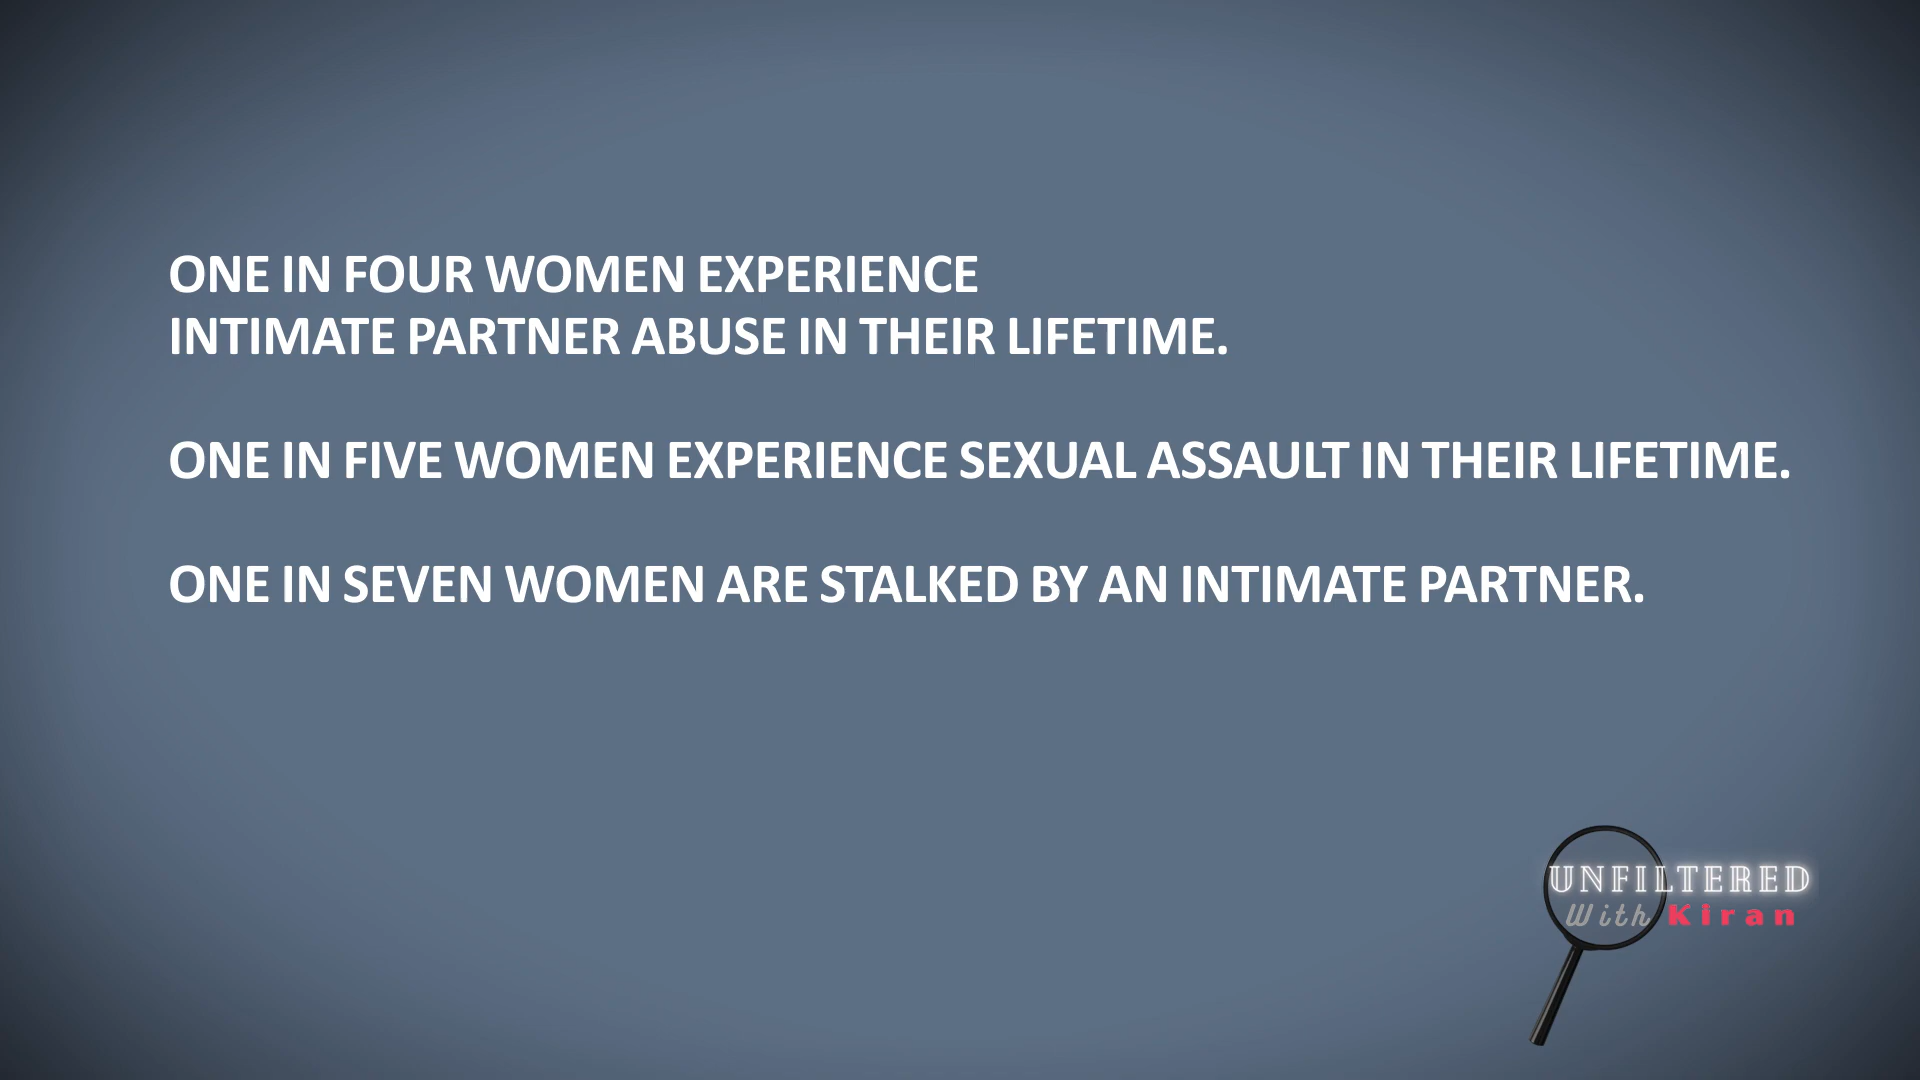 ONE IN FOUR WOMEN EXPERIENCE
INTIMATE PARTNER ABUSE IN THEIR LIFETIME.
ONE IN FIVE WOMEN EXPERIENCE SEXUAL ASSAULT IN THEIR LIFETIME.
ONE IN SEVEN WOMEN ARE STALKED BY AN INTIMATE PARTNER.
UNFILTERED
With Kiran